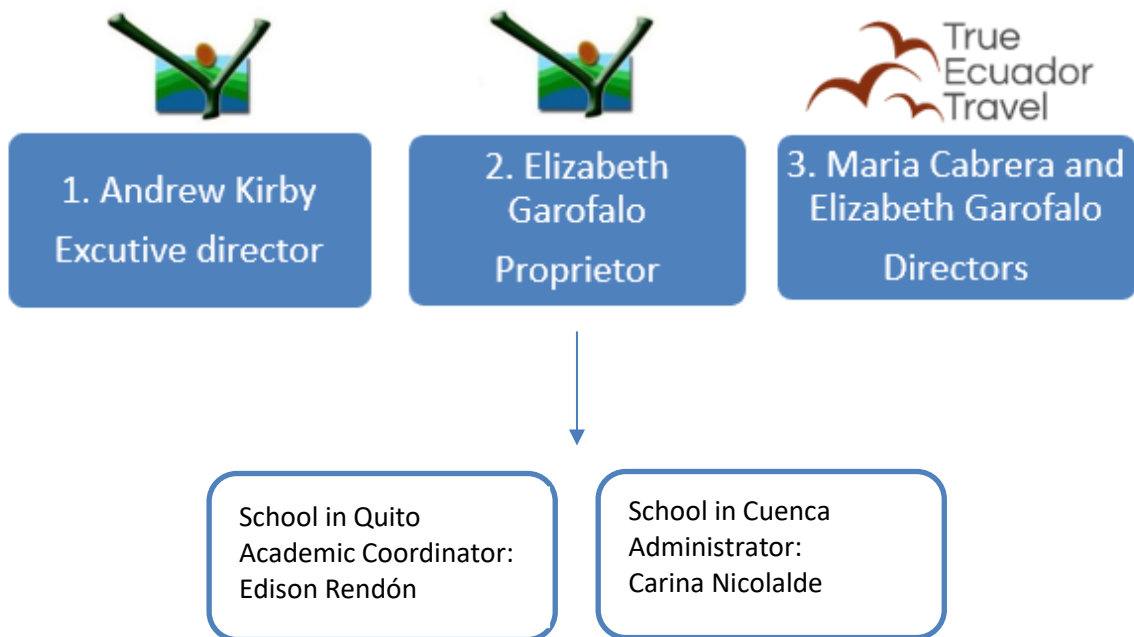 True
Ecuador
Travel
1. Andrew Kirby
Excutive director
2. Elizabeth
Garofalo
Proprietor
3. Maria Cabrera and
Elizabeth Garofalo
Directors
School in Quito
Academic Coordinator:
Edison Rendón
School in Cuenca
Administrator:
Carina Nicolalde